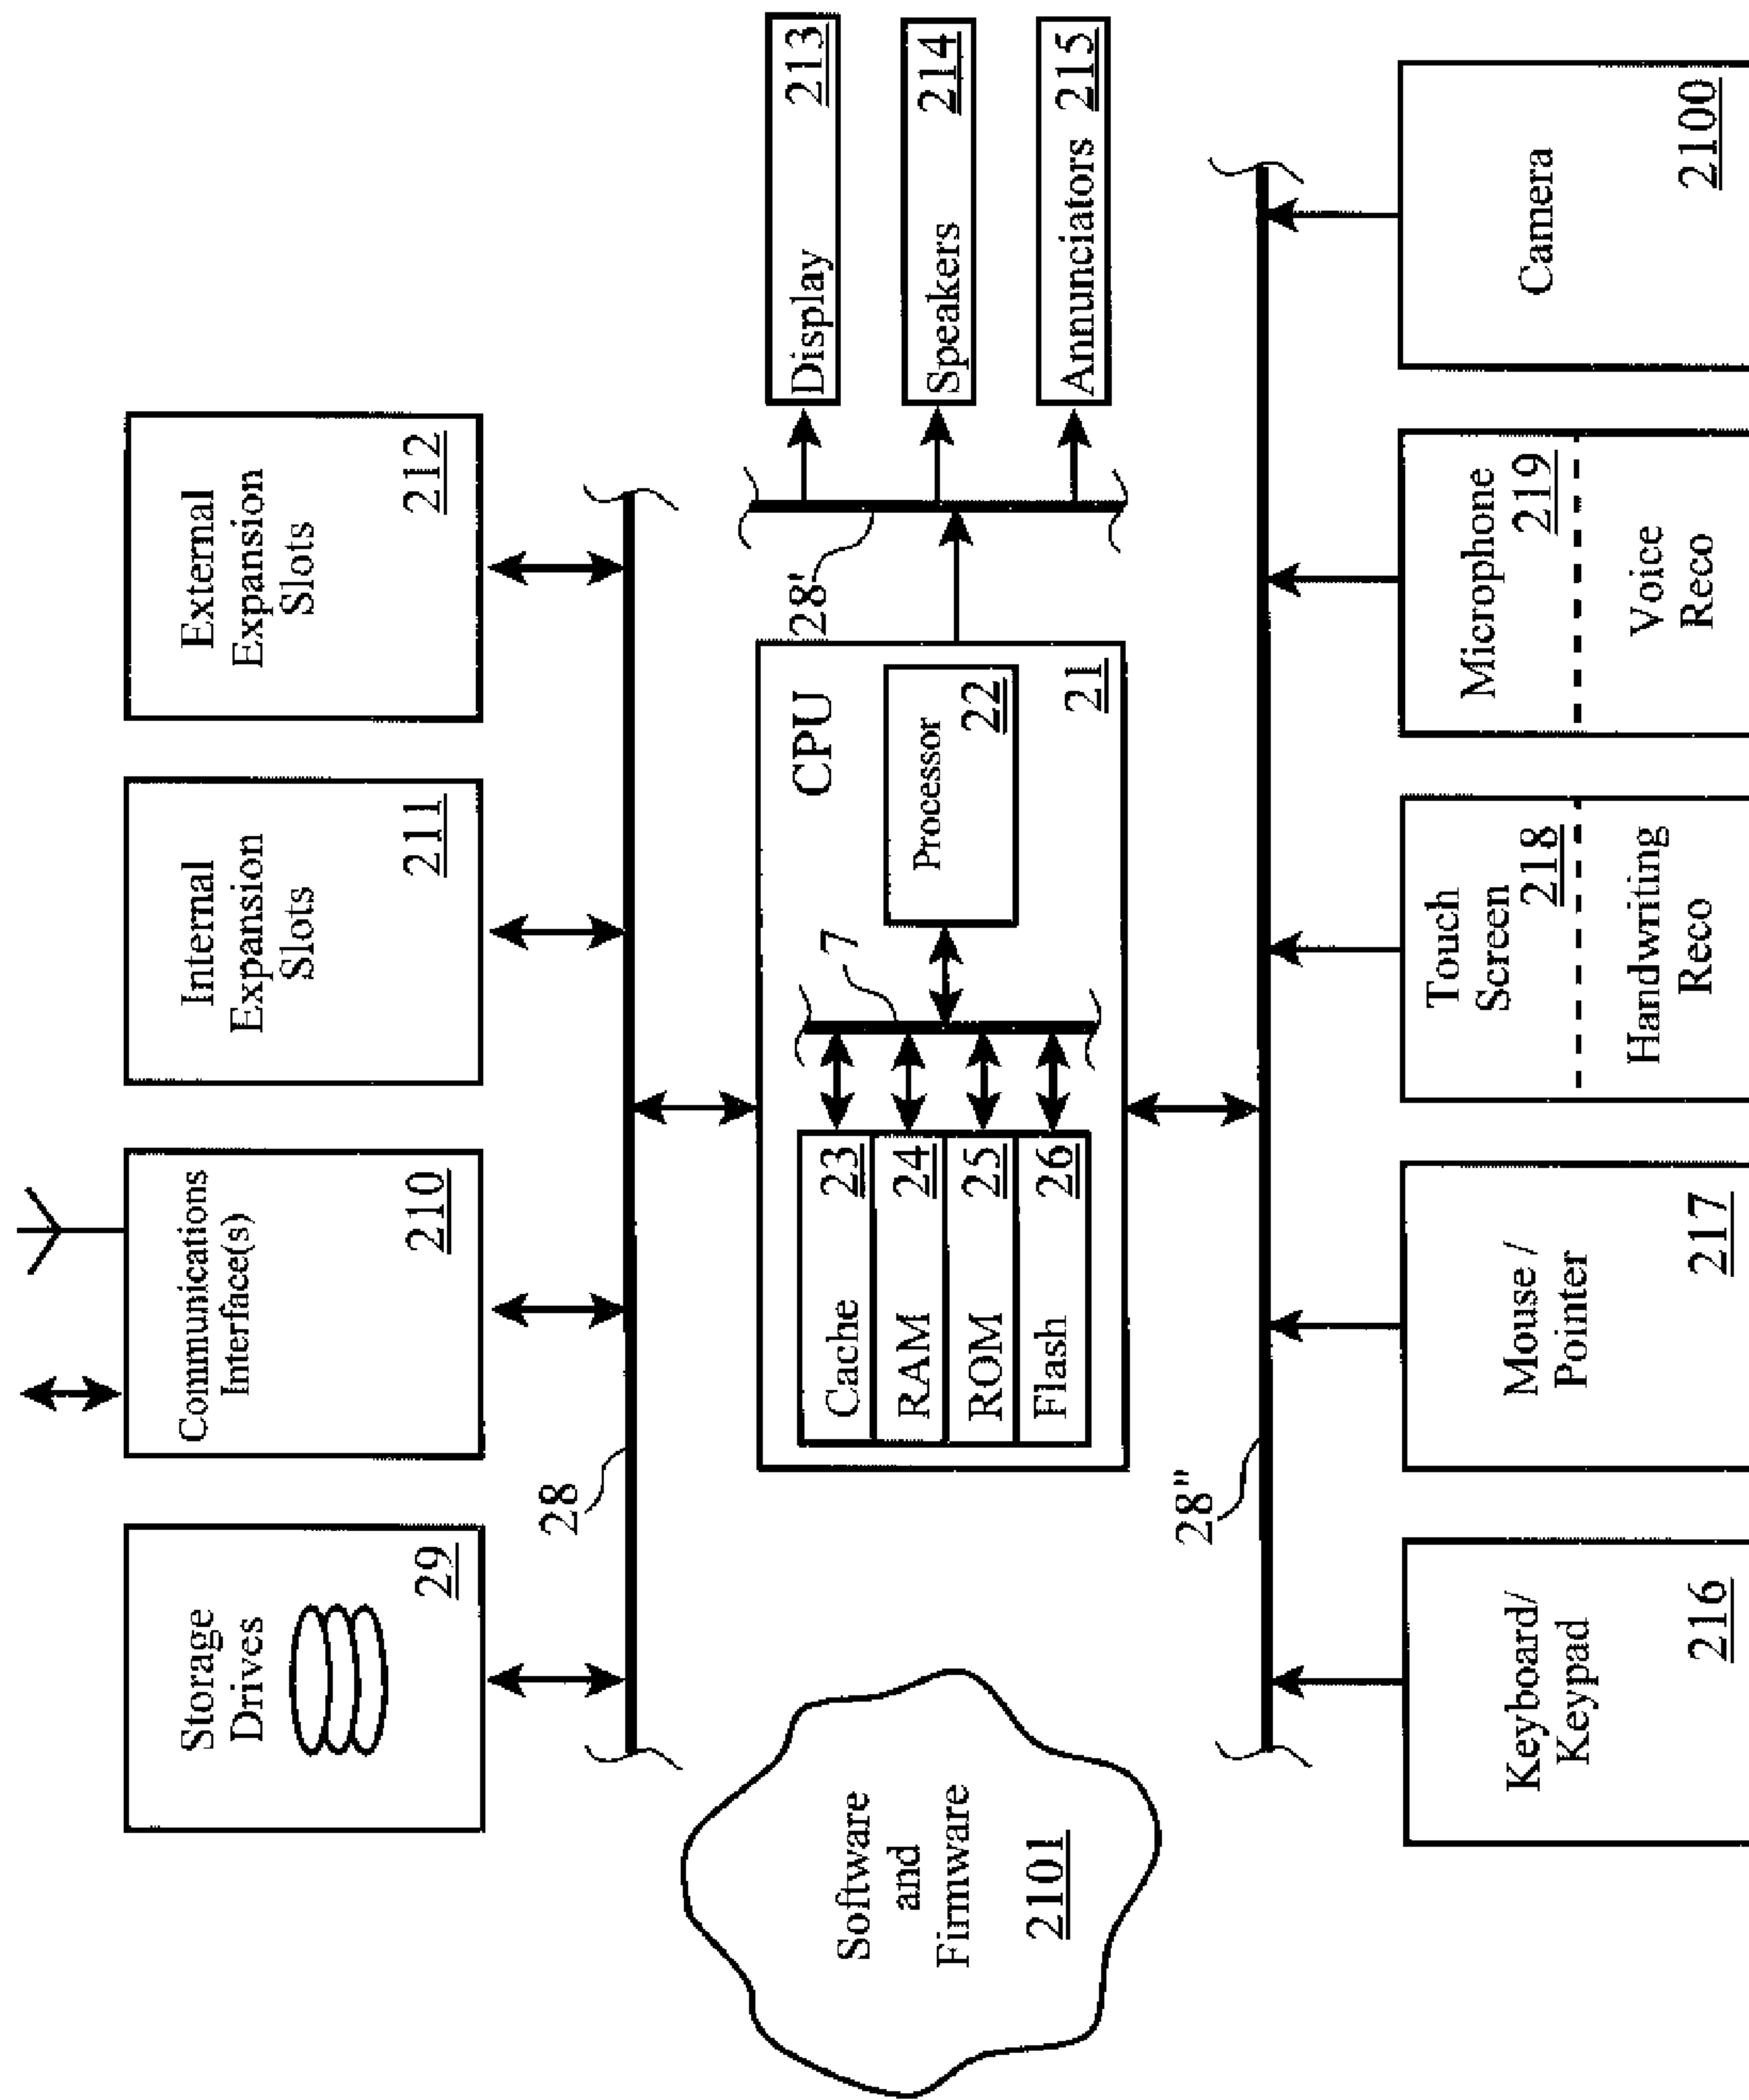 Storage
Drives
29
Communications
Interface(s)
210
Internal
Expansion
Slots
211
External
Expansion
Slots
212
28
Software
and
Firmware
2101
CPU
Cache 23
RAM 24
ROM 25
Flash 26
7
Processor
22
21
28'
Display 213
Speakers 214
Annunciators 215
28"
Keyboard/
Keypad
216
Mouse /
Pointer
217
Touch
Screen
218
Handwriting
Reco
Microphone
219
Voice
Reco
Camera
2100